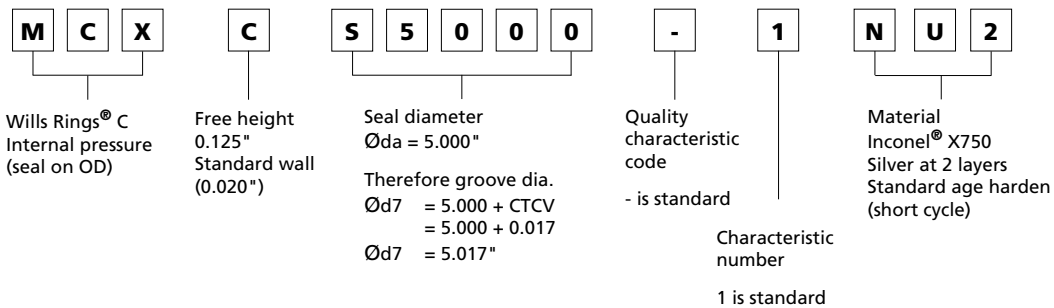 M C X C S 5 0 0 0 - 1 N U 2
Wills Rings® C
Internal pressure
(seal on OD)
Free height
0.125"
Standard wall
(0.020")
Seal diameter
Øda = 5.000"
Therefore groove dia.
Ød7 = 5.000 + CTCV
= 5.000 + 0.017
Ød7 = 5.017"
Quality
characteristic
code
- is standard
Characteristic
number
1 is standard
Material
Inconel® X750
Silver at 2 layers
Standard age harden
(short cycle)